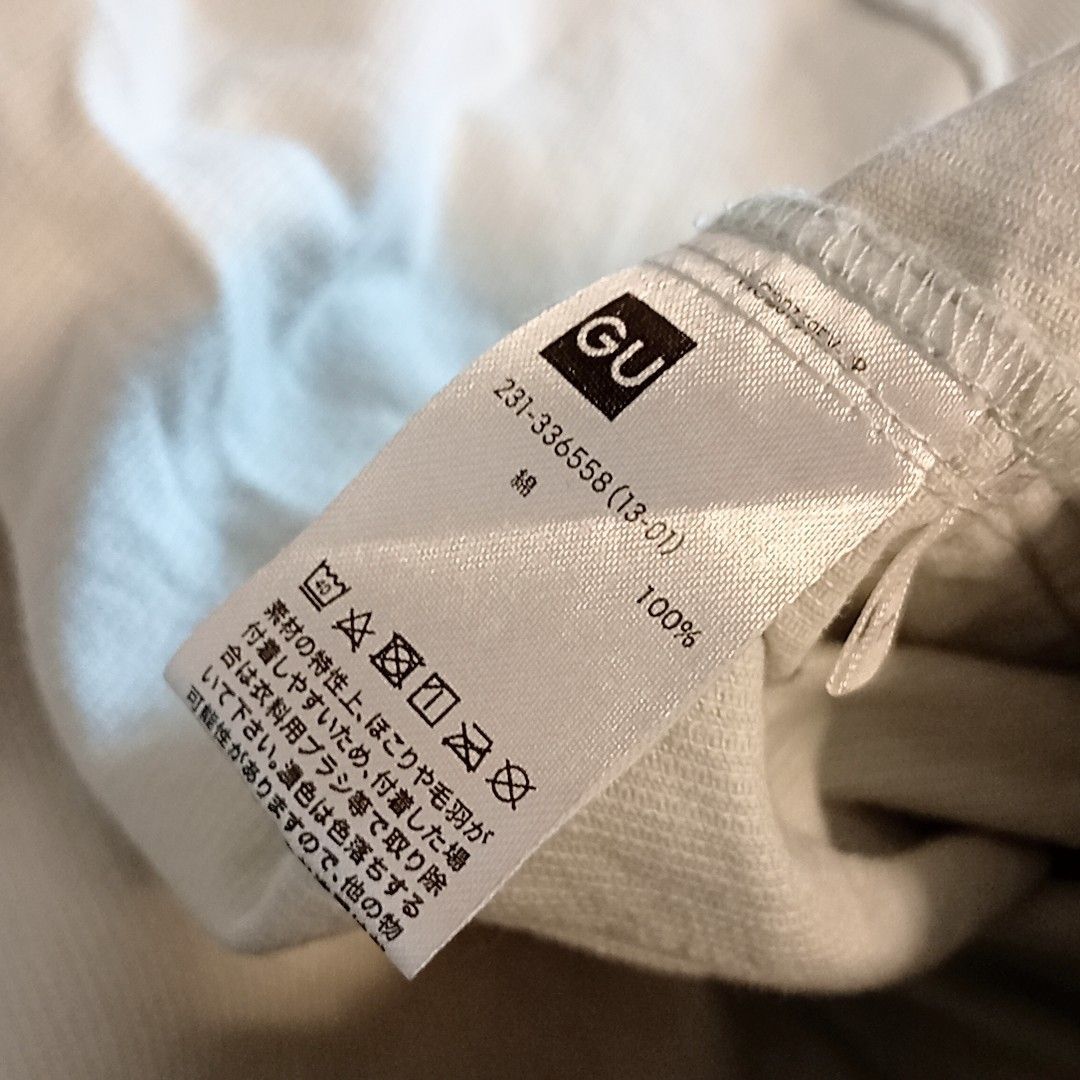 GU
231-336558(13-01)
綿
100%
40
素材の特性上、ほこりや毛羽が
付着しやすいため、付着した場
合は衣料用ブラシ等で取り除
いて下さい。濃色は色落ちする
可能性がありますので、他の物